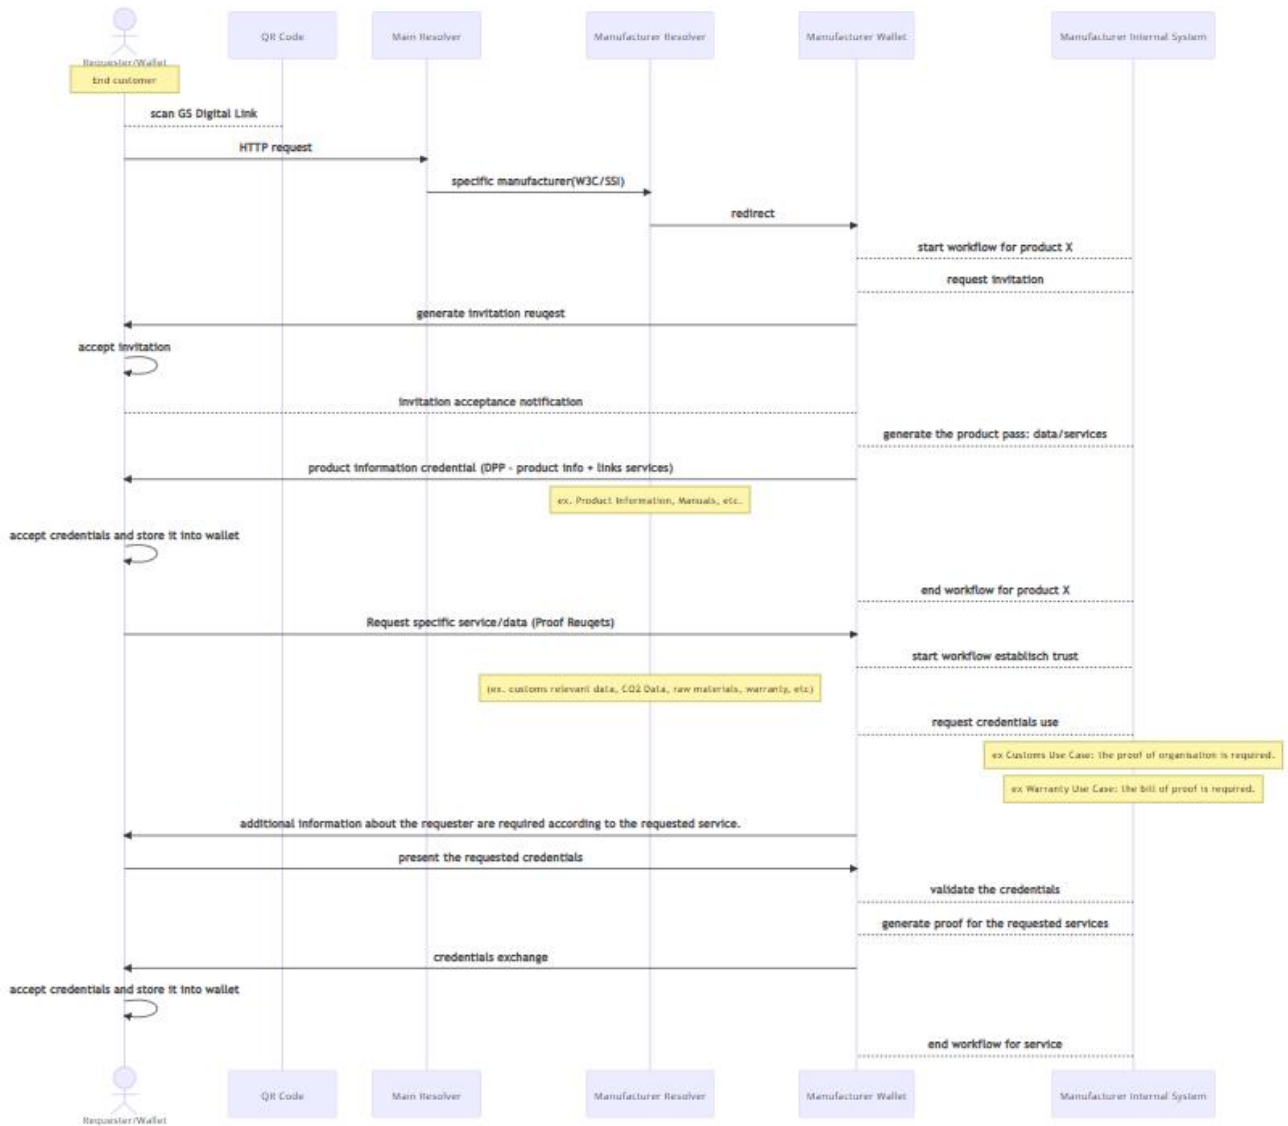 QR Code
Main Resolver
Manufacturer Resolver
Manufacturer Wallet
Manufacturer Internal System
Requester/Wallet
End customer
scan GS Digital Link
HTTP request
specific manufacturer(W3C/SSI)
redirect
start workflow for product X
request invitation
generate invitation reuqest
accept invitation
invitation acceptance notification
generate the product pass: data/services
product information credential (DPP - product info + links services)
ex. Product Information, Manuals, etc.
accept credentials and store it into wallet
end workflow for product X
Request specific service/data (Proof Reuqets)
start workflow establisch trust
(ex. customs relevant data, CO2 Data, raw materials, warranty, etc)
request credentials use
ex Customs Use Case: the proof of organisation is required.
ex Warranty Use Case: the bill of proof is required.
additional information about the requester are required according to the requested service.
present the requested credentials
validate the credentials
generate proof for the requested services
credentials exchange
accept credentials and store it into wallet
end workflow for service
QR Code
Main Resolver
Manufacturer Resolver
Manufacturer Wallet
Manufacturer Internal System
Requester/Wallet